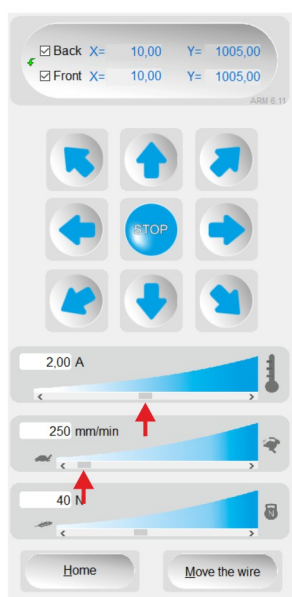 Back X= 10,00 Y= 1005,00
Front X= 10,00 Y= 1005,00
ARM 6.11
STOP
2,00 A
250 mm/min
40 N
N
Home
Move the wire